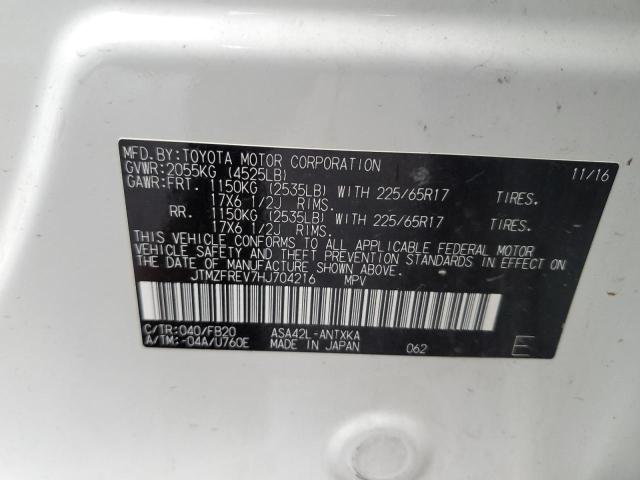 MFD. BY: TOYOTA MOTOR CORPORATION 11/16
GVWR: 2055KG (4525LB)
GAWR: FRT. 1150KG (2535LB) WITH 225/65R17 TIRES.
17X6 1/2J RIMS.
RR. 1150KG (2535LB) WITH 225/65R17 TIRES.
17X6 1/2J RIMS.
THIS VEHICLE CONFORMS TO ALL APPLICABLE FEDERAL MOTOR
VEHICLE SAFETY AND THEFT PREVENTION STANDARDS IN EFFECT ON
THE DATE OF MANUFACTURE SHOWN ABOVE.
JTMZFREV7HJ704216 MPV
C/TR: 040/FB20 ASA42L-ANTXKA
A/TM: -04A/U760E MADE IN JAPAN 062 E